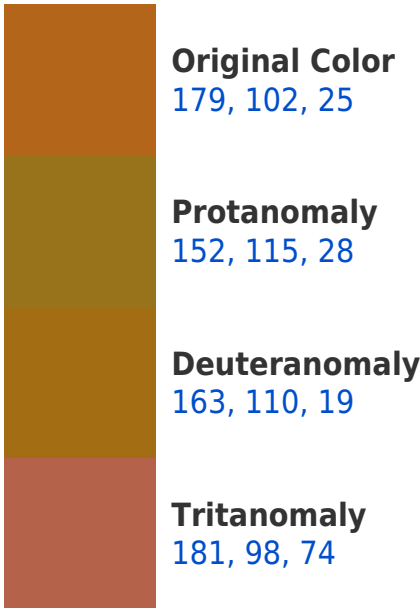 Original Color
179, 102, 25
Protanomaly
152, 115, 28
Deuteranomaly
163, 110, 19
Tritanomaly
181, 98, 74